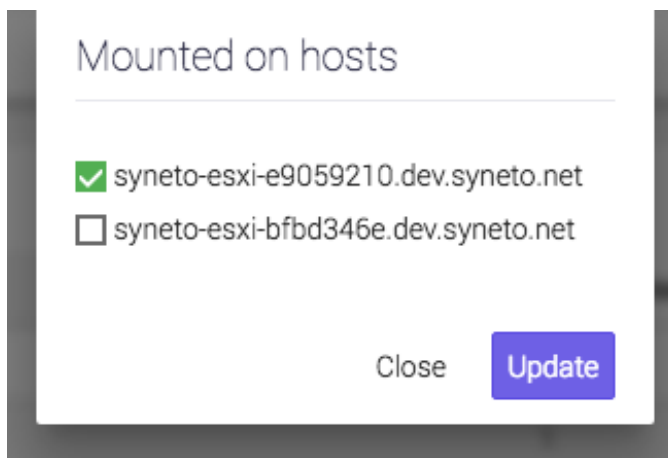 Mounted on hosts
syneto-esxi-e9059210.dev.syneto.net
syneto-esxi-bfbd346e.dev.syneto.net
Close Update